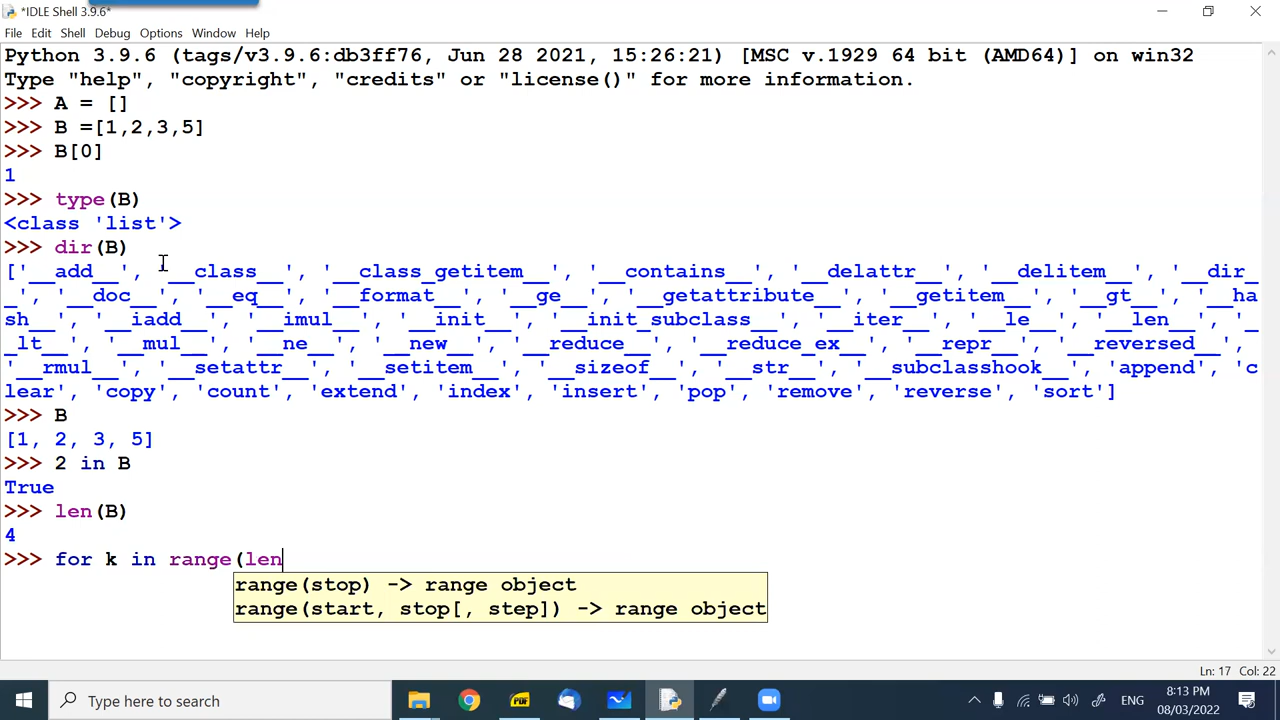 *IDLE Shell 3.9.6*
File Edit Shell Debug Options Window Help
Python 3.9.6 (tags/v3.9.6:db3ff76, Jun 28 2021, 15:26:21) [MSC v.1929 64 bit (AMD64)] on win32
Type "help", "copyright", "credits" or "license()" for more information.
>>> A = []
>>> B =[1,2,3,5]
>>> B[0]
1
>>> type(B)
<class 'list'>
>>> dir(B)
['__add__', '__class__', '__class_getitem__', '__contains__', '__delattr__', '__delitem__', '__dir_
_', '__doc__', '__eq__', '__format__', '__ge__', '__getattribute__', '__getitem__', '__gt__', '__ha
sh__', '__iadd__', '__imul__', '__init__', '__init_subclass__', '__iter__', '__le__', '__len__', '_
_lt__', '__mul__', '__ne__', '__new__', '__reduce__', '__reduce_ex__', '__repr__', '__reversed__',
'__rmul__', '__setattr__', '__setitem__', '__sizeof__', '__str__', '__subclasshook__', 'append', 'c
lear', 'copy', 'count', 'extend', 'index', 'insert', 'pop', 'remove', 'reverse', 'sort']
>>> B
[1, 2, 3, 5]
>>> 2 in B
True
>>> len(B)
4
>>> for k in range(len
range(stop) -> range object
range(start, stop[, step]) -> range object
Ln: 17 Col: 22
Type here to search
PDF
ENG
8:13 PM
08/03/2022